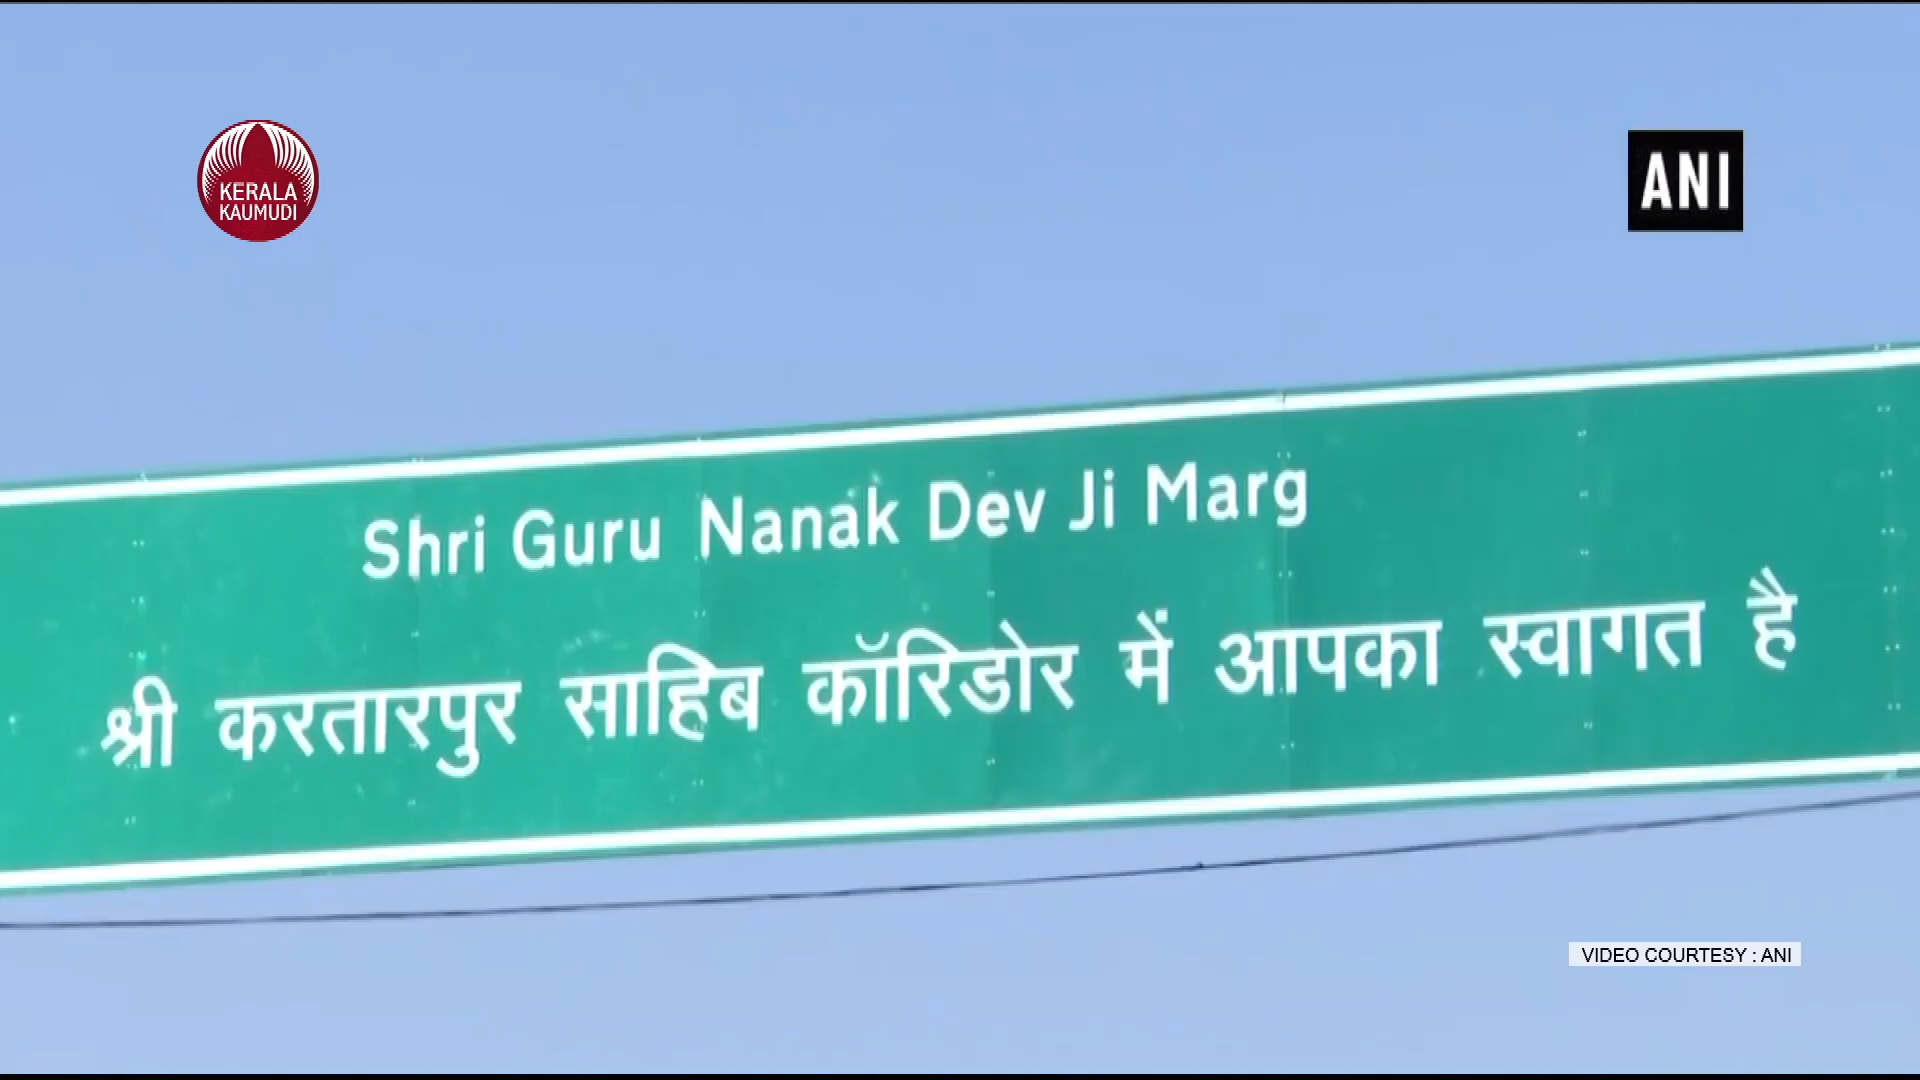 KERALA
KAUMUDI
ANI
Shri Guru Nanak Dev Ji Marg
श्री करतारपुर साहिब कॉरिडोर में आपका स्वागत है
VIDEO COURTESY : ANI